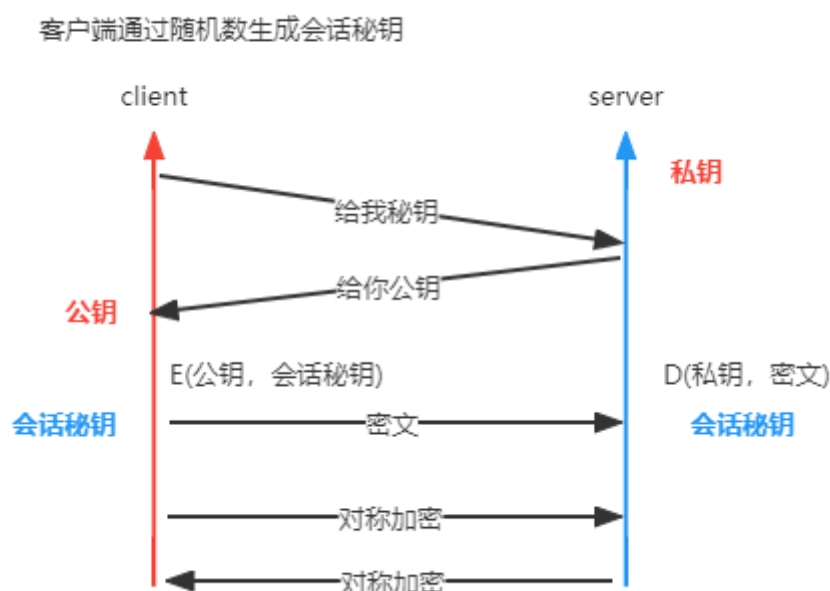 客户端通过随机数生成会话秘钥
client
server
私钥
给我秘钥
给你公钥
公钥
E(公钥，会话秘钥)
D(私钥，密文)
会话秘钥
密文
会话秘钥
对称加密
对称加密